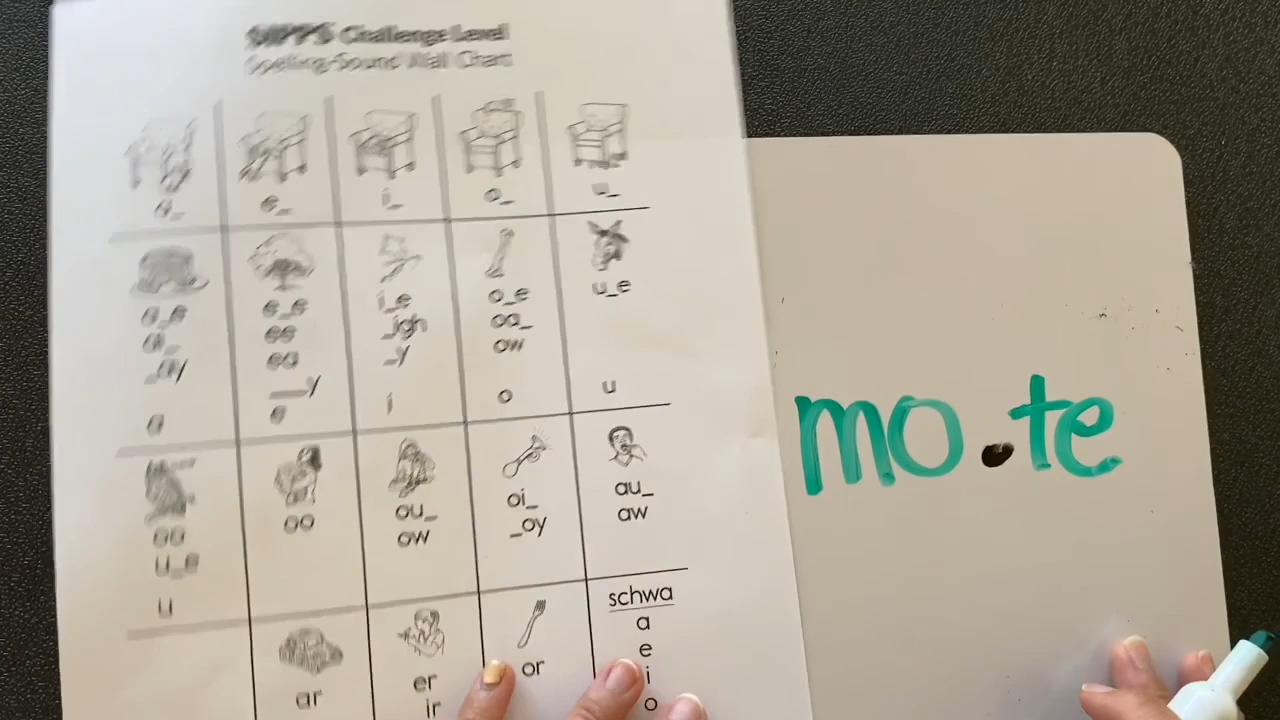 SIPPS Challenge Level
Spelling-Sound Wall Chart
a_ e_ i_ o_ u_
a_e e_e i_e o_e u_e
ai_ ee _igh oa_
_ay ea _y ow
__y
a e i o u
oo oo ou_ oi_ au_
u_e ow _oy aw
u
schwa
ar er or a
ir e
i
o
mo.te